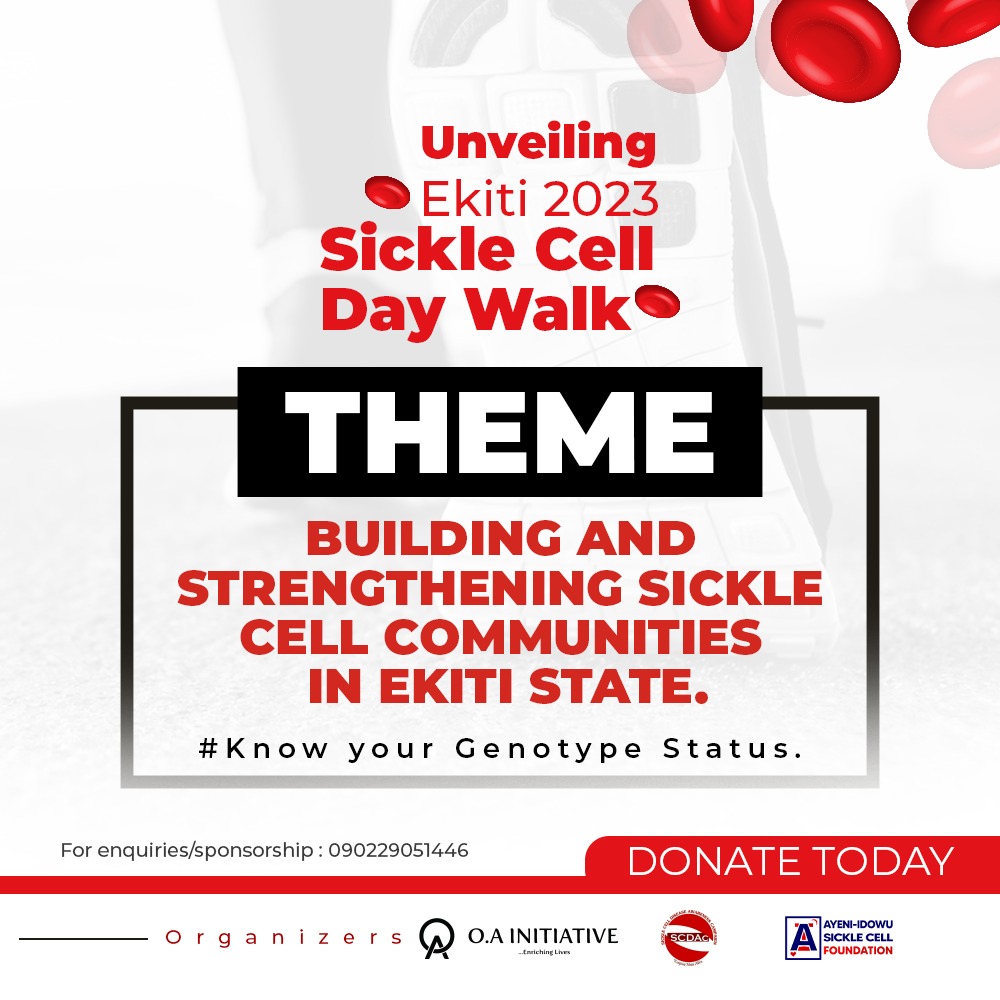 Unveiling
Ekiti 2023
Sickle Cell
Day Walk
THEME
BUILDING AND
STRENGTHENING SICKLE
CELL COMMUNITIES
IN EKITI STATE.
#Know your Genotype Status.
For enquiries/sponsorship : 090229051446
DONATE TODAY
Organizers
O.A INITIATIVE
...Enriching Lives
SCDAC
AYENI-IDOWU
SICKLE CELL
FOUNDATION